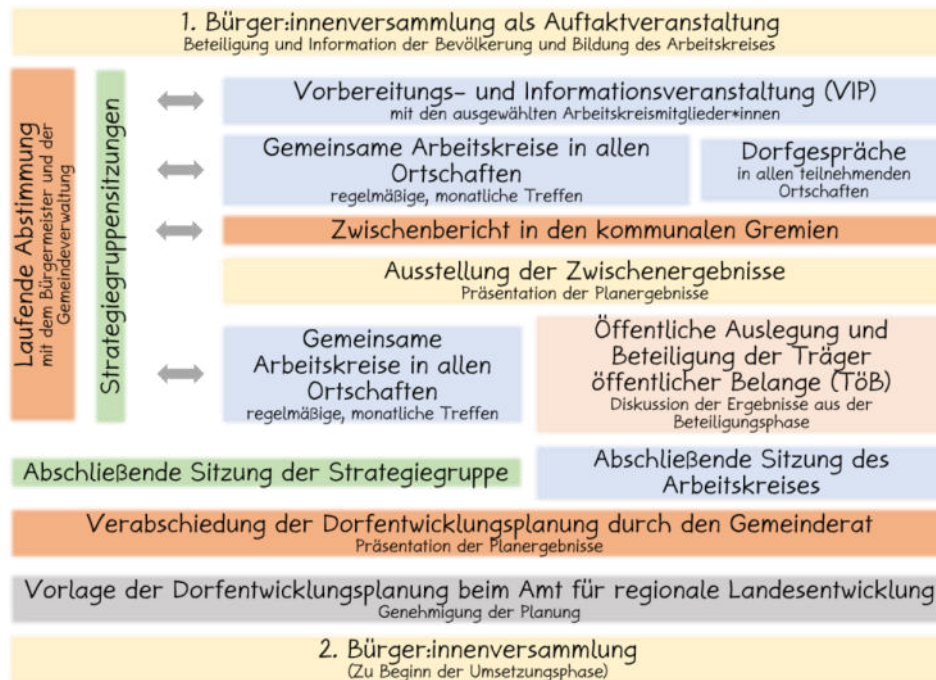 1. Bürger:innenversammlung als Auftaktveranstaltung
Beteiligung und Information der Bevölkerung und Bildung des Arbeitskreises
Laufende Abstimmung
mit dem Bürgermeister und der
Gemeindeverwaltung
Strategiegruppensitzungen
Vorbereitungs- und Informationsveranstaltung (VIP)
mit den ausgewählten Arbeitskreismitglieder*innen
Gemeinsame Arbeitskreise in allen
Ortschaften
regelmäßige, monatliche Treffen
Dorfgespräche
in allen teilnehmenden
Ortschaften
Zwischenbericht in den kommunalen Gremien
Ausstellung der Zwischenergebnisse
Präsentation der Planergebnisse
Gemeinsame
Arbeitskreise in allen
Ortschaften
regelmäßige, monatliche Treffen
Öffentliche Auslegung und
Beteiligung der Träger
öffentlicher Belange (TöB)
Diskussion der Ergebnisse aus der
Beteiligungsphase
Abschließende Sitzung der Strategiegruppe
Abschließende Sitzung des
Arbeitskreises
Verabschiedung der Dorfentwicklungsplanung durch den Gemeinderat
Präsentation der Planergebnisse
Vorlage der Dorfentwicklungsplanung beim Amt für regionale Landesentwicklung
Genehmigung der Planung
2. Bürger:innenversammlung
(Zu Beginn der Umsetzungsphase)